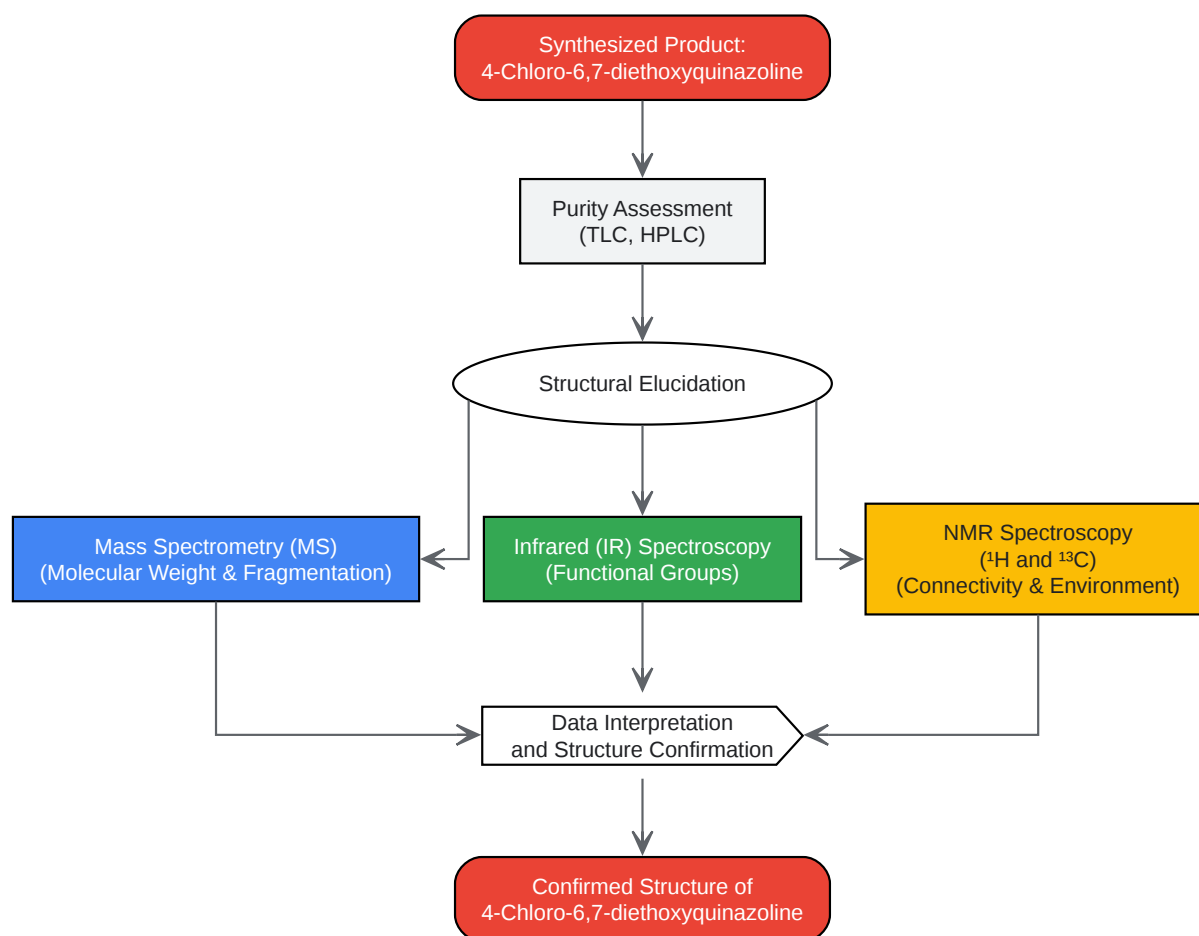 Synthesized Product:
4-Chloro-6,7-diethoxyquinazoline
Purity Assessment
(TLC, HPLC)
Structural Elucidation
Mass Spectrometry (MS)
(Molecular Weight & Fragmentation)
Infrared (IR) Spectroscopy
(Functional Groups)
NMR Spectroscopy
(¹H and ¹³C)
(Connectivity & Environment)
Data Interpretation
and Structure Confirmation
Confirmed Structure of
4-Chloro-6,7-diethoxyquinazoline